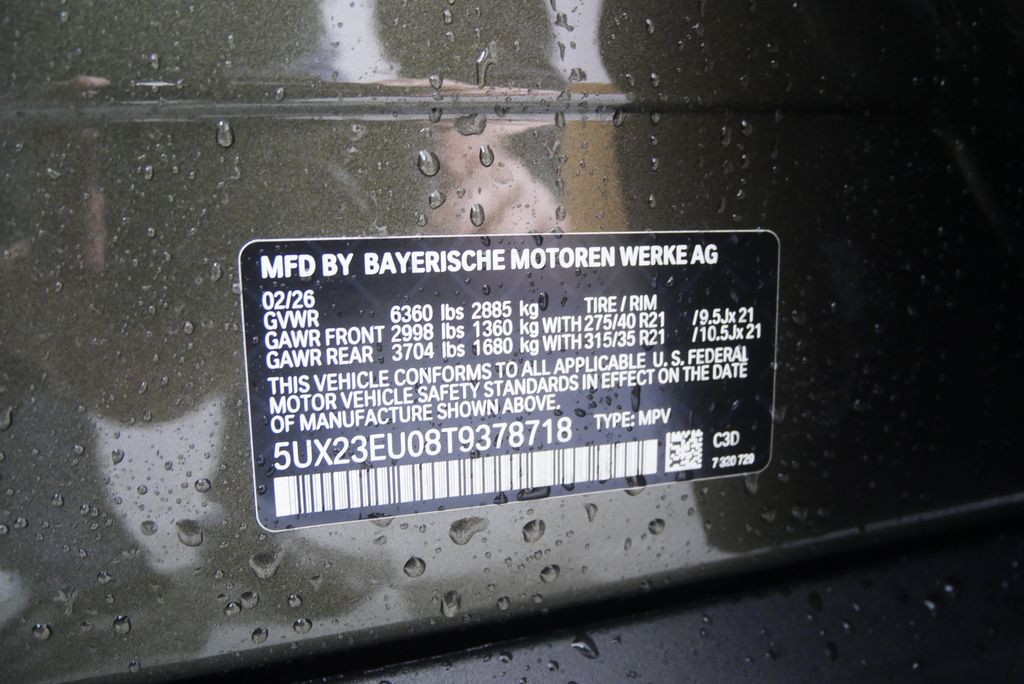 MFD BY BAYERISCHE MOTOREN WERKE AG
02/26
GVWR 6360 lbs 2885 kg TIRE / RIM
GAWR FRONT 2998 lbs 1360 kg WITH 275/40 R21 /9.5Jx21
GAWR REAR 3704 lbs 1680 kg WITH 315/35 R21 /10.5Jx21
THIS VEHICLE CONFORMS TO ALL APPLICABLE U.S. FEDERAL
MOTOR VEHICLE SAFETY STANDARDS IN EFFECT ON THE DATE
OF MANUFACTURE SHOWN ABOVE.
5UX23EU08T9378718 TYPE: MPV
C3D
7 320 729